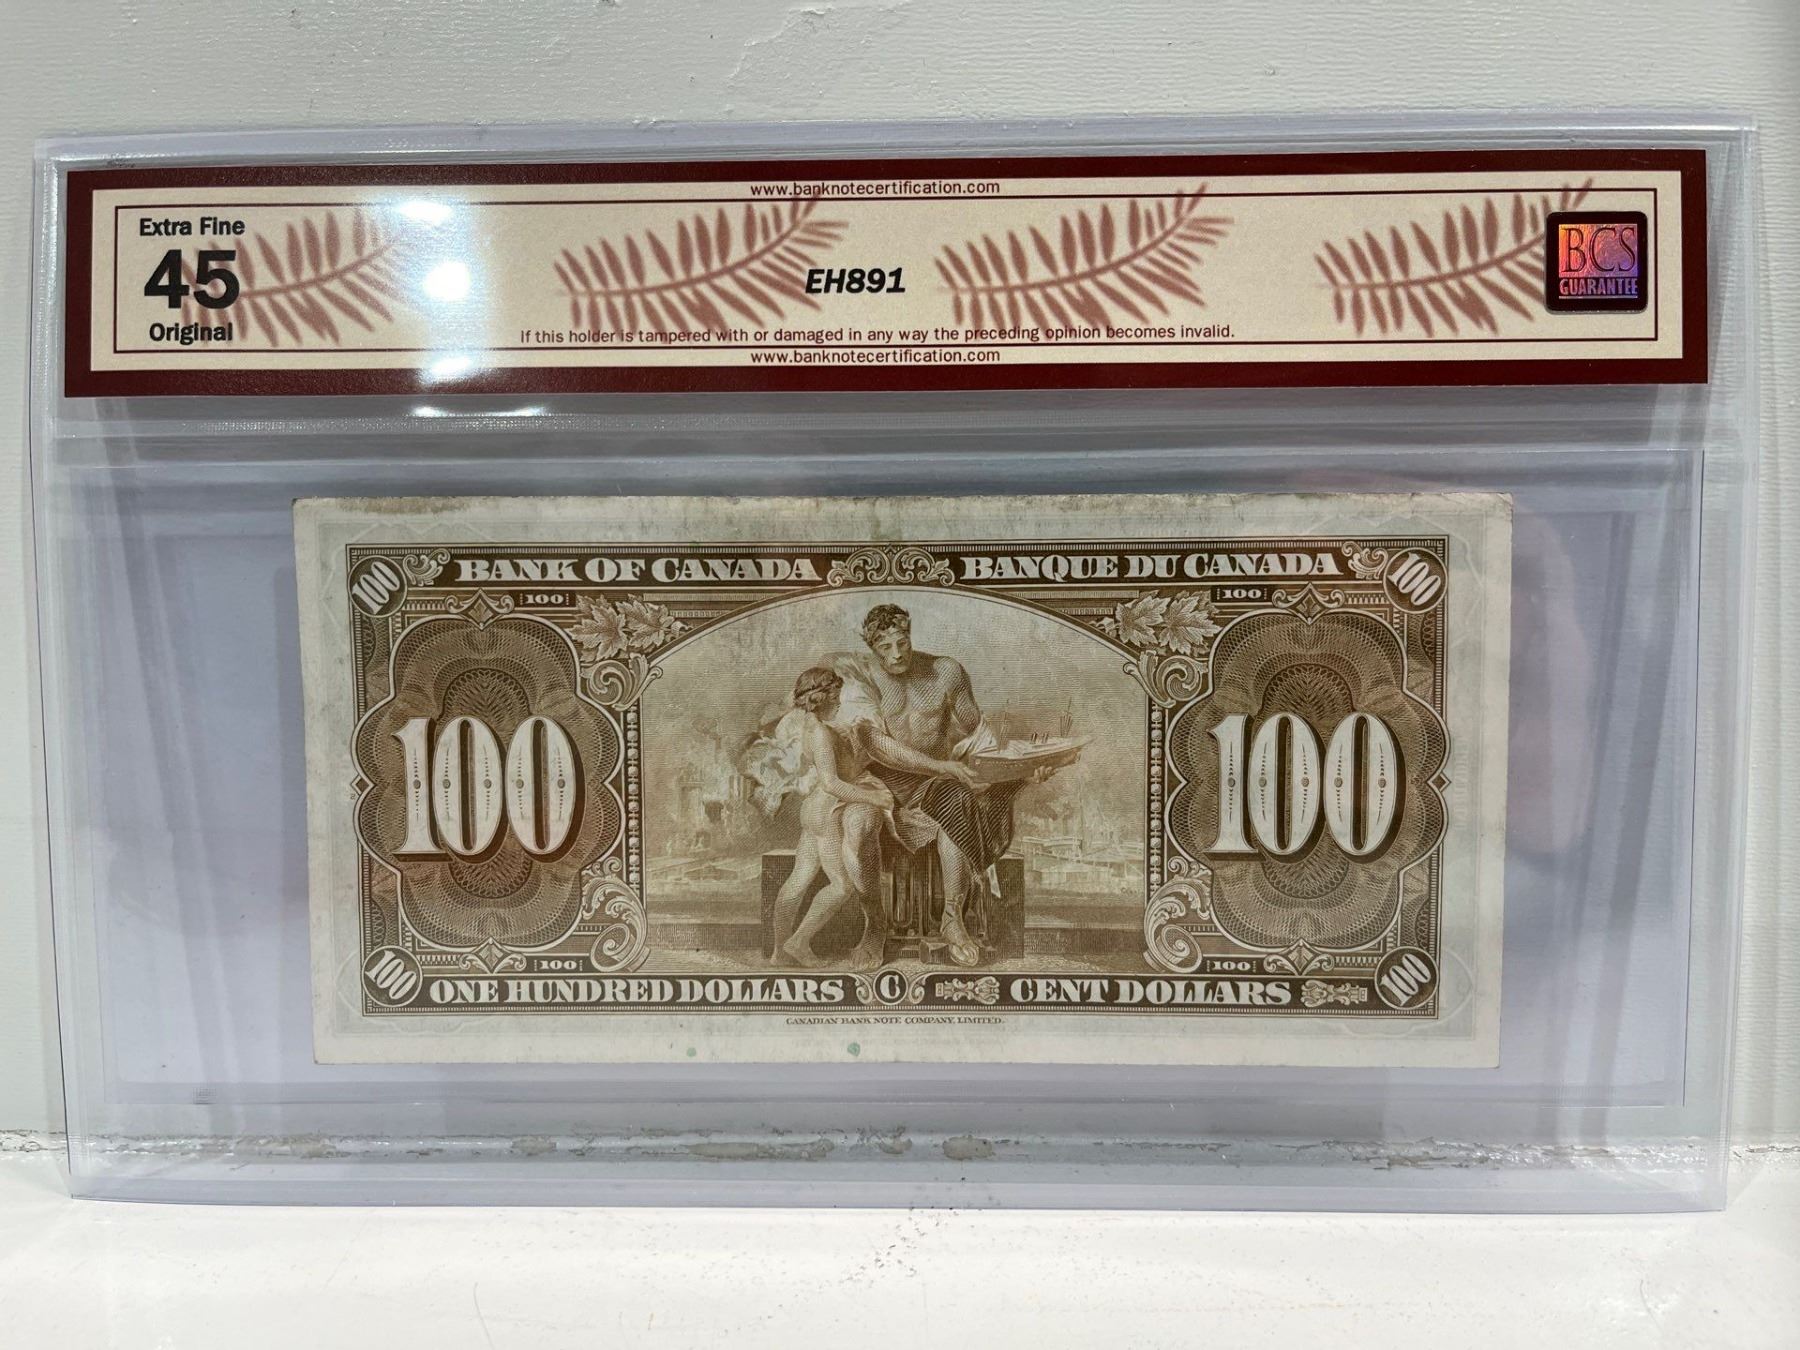 www.banknotecertification.com
Extra Fine
45
Original
EH891
BCS
GUARANTEE
If this holder is tampered with or damaged in any way the preceding opinion becomes invalid.
www.banknotecertification.com
100 BANK OF CANADA BANQUE DU CANADA 100
100 100
100 100
100 100
100 ONE HUNDRED DOLLARS C CENT DOLLARS 100
CANADIAN BANK NOTE COMPANY, LIMITED.